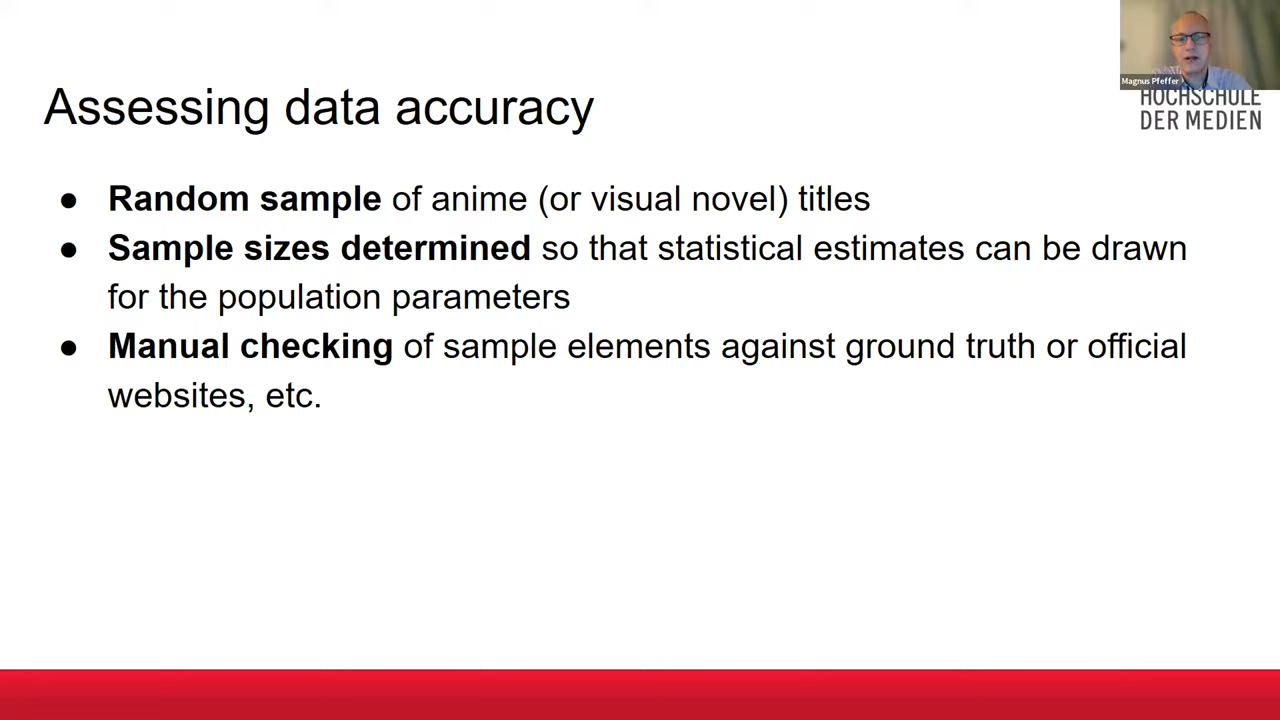 Magnus Pfeffer
HOCHSCHULE
DER MEDIEN
Assessing data accuracy
● Random sample of anime (or visual novel) titles
● Sample sizes determined so that statistical estimates can be drawn
for the population parameters
● Manual checking of sample elements against ground truth or official
websites, etc.